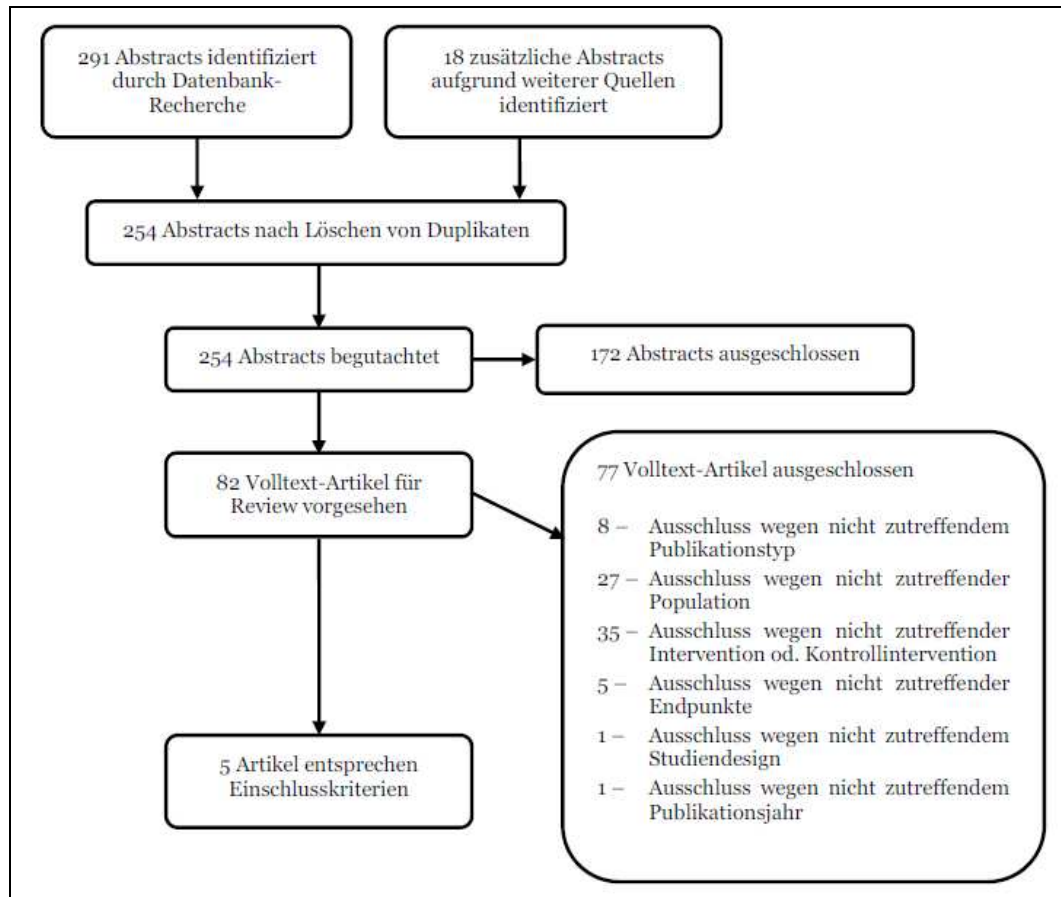 291 Abstracts identifiziert
durch Datenbank-
Recherche
18 zusätzliche Abstracts
aufgrund weiterer Quellen
identifiziert
254 Abstracts nach Löschen von Duplikaten
254 Abstracts begutachtet
172 Abstracts ausgeschlossen
82 Volltext-Artikel für
Review vorgesehen
77 Volltext-Artikel ausgeschlossen
8 – Ausschluss wegen nicht zutreffendem
Publikationstyp
27 – Ausschluss wegen nicht zutreffender
Population
35 – Ausschluss wegen nicht zutreffender
Intervention od. Kontrollintervention
5 – Ausschluss wegen nicht zutreffender
Endpunkte
1 – Ausschluss wegen nicht zutreffendem
Studiendesign
1 – Ausschluss wegen nicht zutreffendem
Publikationsjahr
5 Artikel entsprechen
Einschlusskriterien